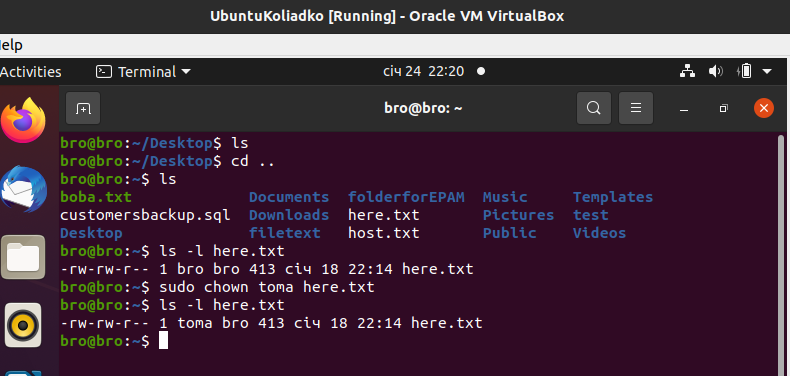 UbuntuKoliadko [Running] - Oracle VM VirtualBox
Help
Activities Terminal січ 24 22:20
bro@bro: ~
bro@bro:~/Desktop$ ls
bro@bro:~/Desktop$ cd ..
bro@bro:~$ ls
boba.txt Documents folderforEPAM Music Templates
customersbackup.sql Downloads here.txt Pictures test
Desktop filetext host.txt Public Videos
bro@bro:~$ ls -l here.txt
-rw-rw-r-- 1 bro bro 413 січ 18 22:14 here.txt
bro@bro:~$ sudo chown toma here.txt
bro@bro:~$ ls -l here.txt
-rw-rw-r-- 1 toma bro 413 січ 18 22:14 here.txt
bro@bro:~$